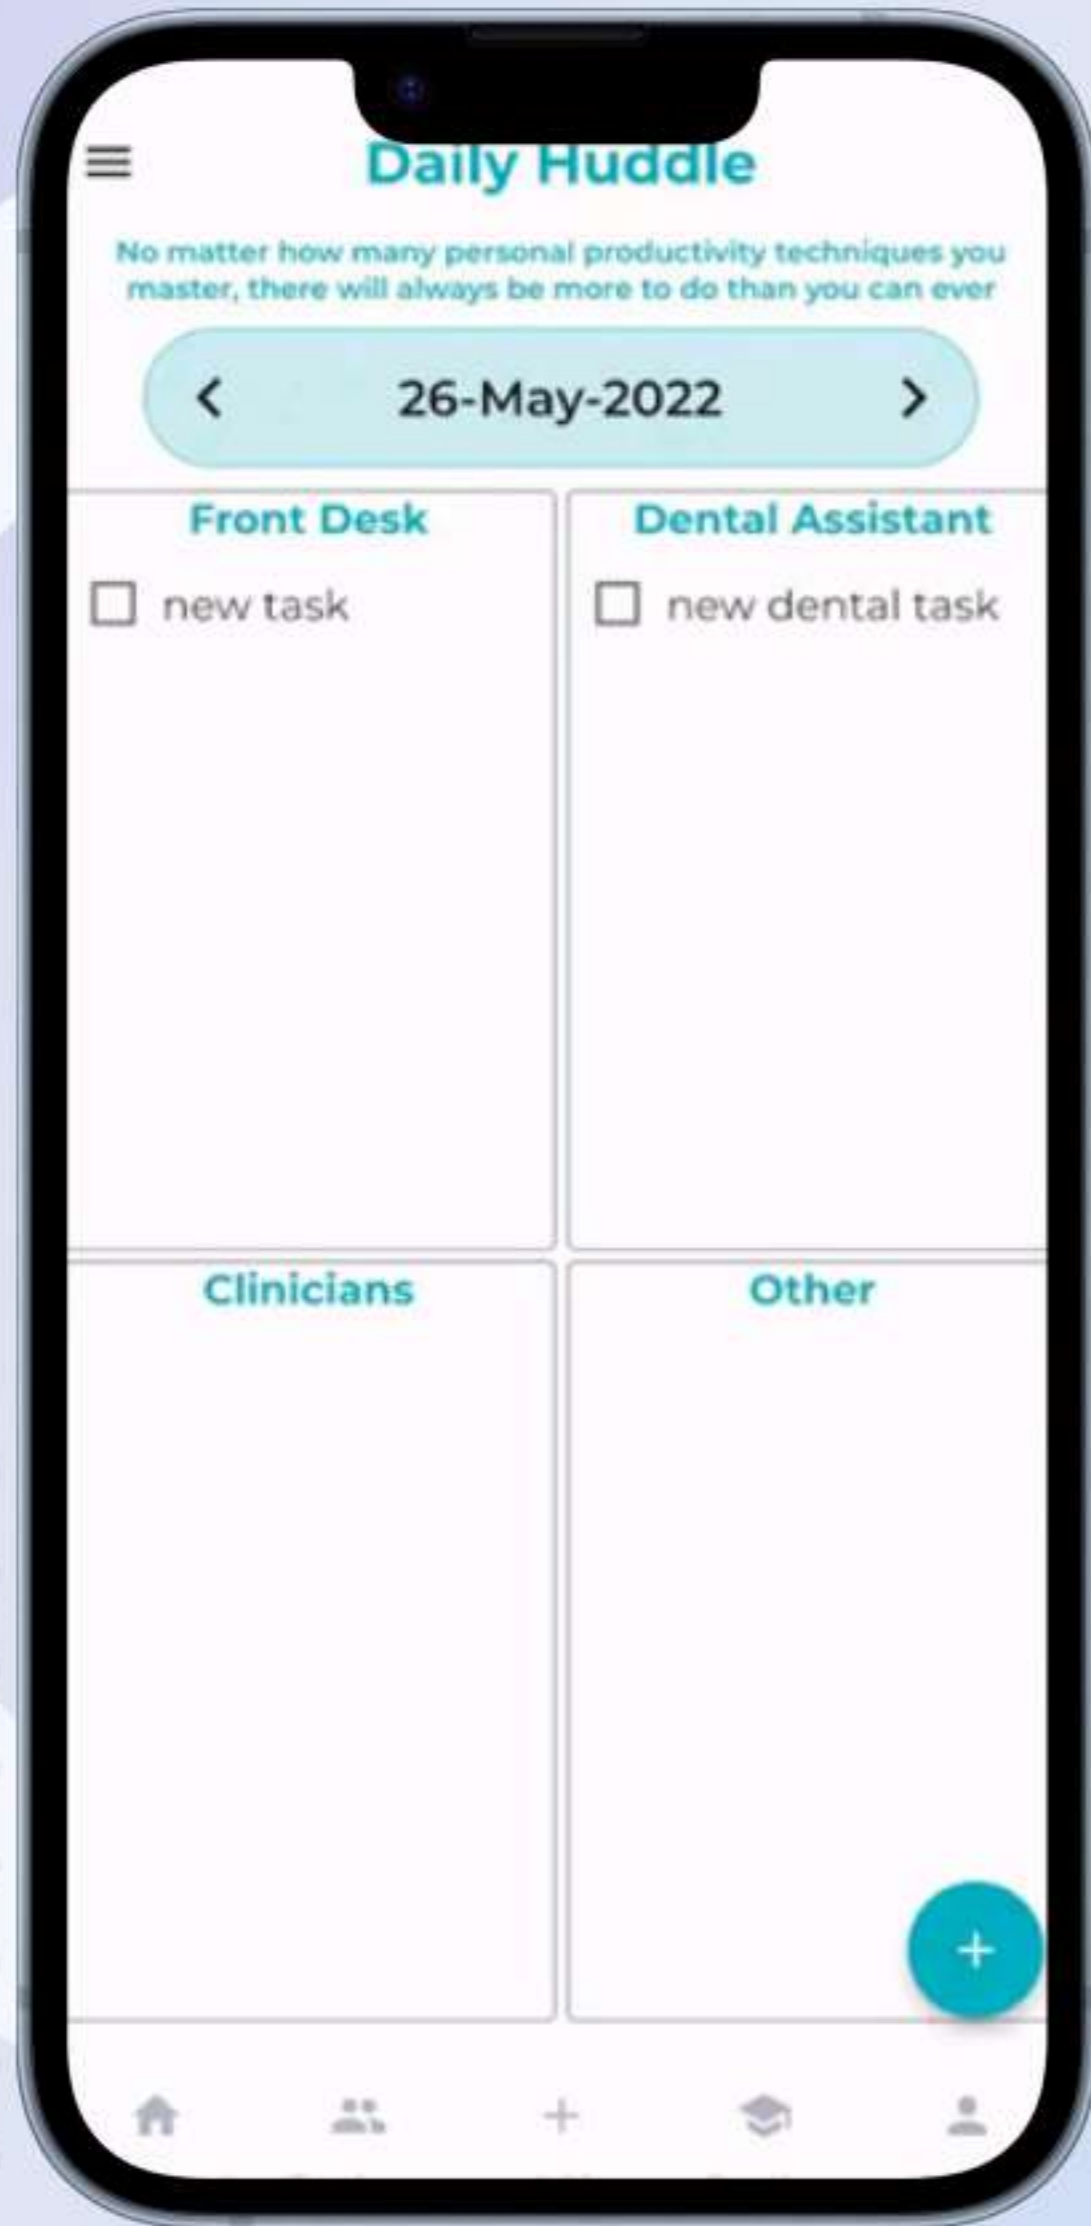 Daily Huddle
No matter how many personal productivity techniques you
master, there will always be more to do than you can ever
26-May-2022
Front Desk
new task
Dental Assistant
new dental task
Clinicians
Other